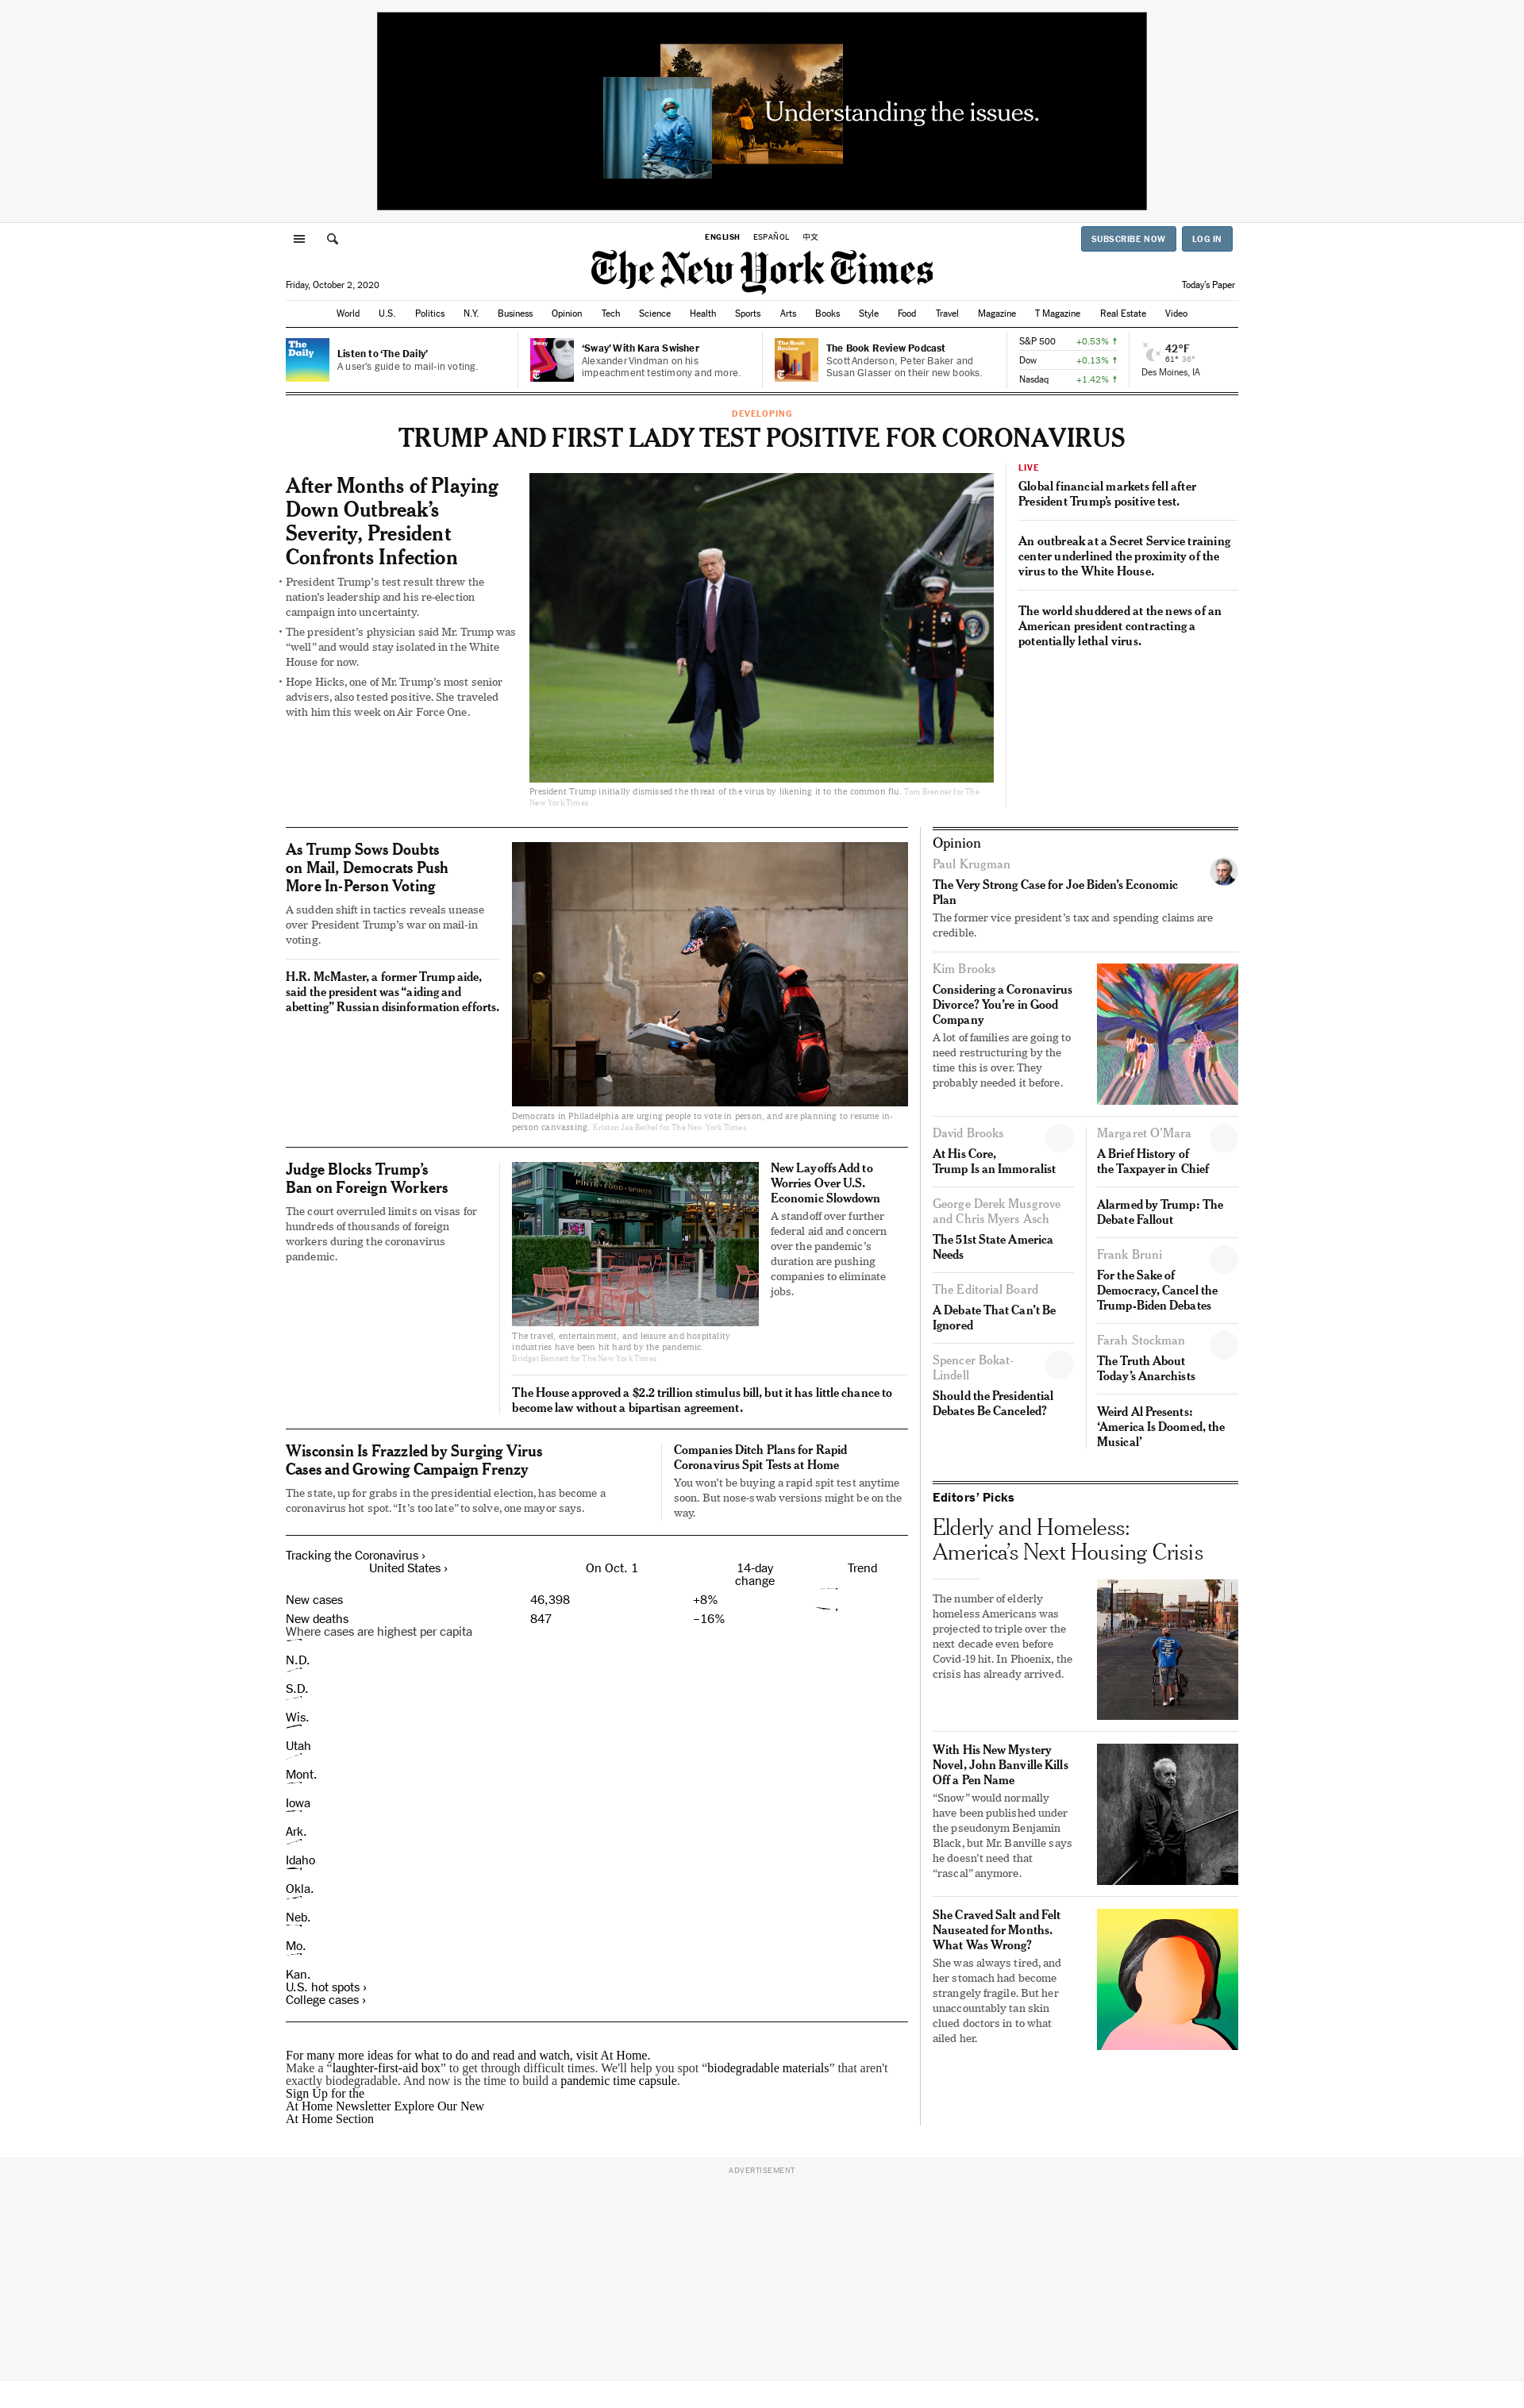 Understanding the issues.
ENGLISH ESPAÑOL 中文
SUBSCRIBE NOW LOG IN
The New York Times
Friday, October 2, 2020
Today's Paper
World U.S. Politics N.Y. Business Opinion Tech Science Health Sports Arts Books Style Food Travel Magazine T Magazine Real Estate Video
The Daily
Listen to ‘The Daily’
A user's guide to mail-in voting.
Sway
‘Sway’ With Kara Swisher
Alexander Vindman on his
impeachment testimony and more.
The Book Review
The Book Review Podcast
Scott Anderson, Peter Baker and
Susan Glasser on their new books.
S&P 500 +0.53% ↑
Dow +0.13% ↑
Nasdaq +1.42% ↑
42°F
61° 36°
Des Moines, IA
DEVELOPING
TRUMP AND FIRST LADY TEST POSITIVE FOR CORONAVIRUS
After Months of Playing
Down Outbreak’s
Severity, President
Confronts Infection
• President Trump’s test result threw the
nation’s leadership and his re-election
campaign into uncertainty.
• The president’s physician said Mr. Trump was
“well” and would stay isolated in the White
House for now.
• Hope Hicks, one of Mr. Trump’s most senior
advisers, also tested positive. She traveled
with him this week on Air Force One.
President Trump initially dismissed the threat of the virus by likening it to the common flu. Tom Brenner for The
New York Times
LIVE
Global financial markets fell after
President Trump’s positive test.
An outbreak at a Secret Service training
center underlined the proximity of the
virus to the White House.
The world shuddered at the news of an
American president contracting a
potentially lethal virus.
As Trump Sows Doubts
on Mail, Democrats Push
More In-Person Voting
A sudden shift in tactics reveals unease
over President Trump’s war on mail-in
voting.
H.R. McMaster, a former Trump aide,
said the president was “aiding and
abetting” Russian disinformation efforts.
Democrats in Philadelphia are urging people to vote in person, and are planning to resume in-
person canvassing. Kriston Jae Bethel for The New York Times
Judge Blocks Trump’s
Ban on Foreign Workers
The court overruled limits on visas for
hundreds of thousands of foreign
workers during the coronavirus
pandemic.
PINTS · FOOD · SPIRITS
The travel, entertainment, and leisure and hospitality
industries have been hit hard by the pandemic.
Bridget Bennett for The New York Times
New Layoffs Add to
Worries Over U.S.
Economic Slowdown
A standoff over further
federal aid and concern
over the pandemic’s
duration are pushing
companies to eliminate
jobs.
The House approved a $2.2 trillion stimulus bill, but it has little chance to
become law without a bipartisan agreement.
Wisconsin Is Frazzled by Surging Virus
Cases and Growing Campaign Frenzy
The state, up for grabs in the presidential election, has become a
coronavirus hot spot. “It’s too late” to solve, one mayor says.
Companies Ditch Plans for Rapid
Coronavirus Spit Tests at Home
You won’t be buying a rapid spit test anytime
soon. But nose-swab versions might be on the
way.
Tracking the Coronavirus ›
United States › On Oct. 1 14-day
change Trend
New cases 46,398 +8%
New deaths 847 −16%
Where cases are highest per capita
N.D.
S.D.
Wis.
Utah
Mont.
Iowa
Ark.
Idaho
Okla.
Neb.
Mo.
Kan.
U.S. hot spots ›
College cases ›
For many more ideas for what to do and read and watch, visit At Home.
Make a “laughter-first-aid box” to get through difficult times. We'll help you spot “biodegradable materials” that aren't
exactly biodegradable. And now is the time to build a pandemic time capsule.
Sign Up for the
At Home Newsletter Explore Our New
At Home Section
Opinion
Paul Krugman
The Very Strong Case for Joe Biden’s Economic
Plan
The former vice president’s tax and spending claims are
credible.
Kim Brooks
Considering a Coronavirus
Divorce? You’re in Good
Company
A lot of families are going to
need restructuring by the
time this is over. They
probably needed it before.
David Brooks
At His Core,
Trump Is an Immoralist
George Derek Musgrove
and Chris Myers Asch
The 51st State America
Needs
The Editorial Board
A Debate That Can’t Be
Ignored
Spencer Bokat-
Lindell
Should the Presidential
Debates Be Canceled?
Margaret O’Mara
A Brief History of
the Taxpayer in Chief
Alarmed by Trump: The
Debate Fallout
Frank Bruni
For the Sake of
Democracy, Cancel the
Trump-Biden Debates
Farah Stockman
The Truth About
Today’s Anarchists
Weird Al Presents:
‘America Is Doomed, the
Musical’
Editors’ Picks
Elderly and Homeless:
America’s Next Housing Crisis
The number of elderly
homeless Americans was
projected to triple over the
next decade even before
Covid-19 hit. In Phoenix, the
crisis has already arrived.
With His New Mystery
Novel, John Banville Kills
Off a Pen Name
“Snow” would normally
have been published under
the pseudonym Benjamin
Black, but Mr. Banville says
he doesn’t need that
“rascal” anymore.
She Craved Salt and Felt
Nauseated for Months.
What Was Wrong?
She was always tired, and
her stomach had become
strangely fragile. But her
unaccountably tan skin
clued doctors in to what
ailed her.
ADVERTISEMENT